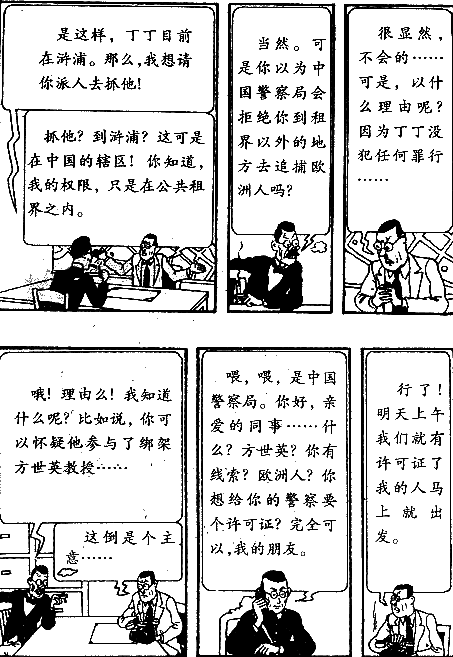 是这样，丁丁目前
在浒浦。那么，我想请
你派人去抓他！
抓他？到浒浦？这可是
在中国的辖区！你知道，
我的权限，只是在公共租
界之内。
当然。可
是你以为中
国警察局会
拒绝你到租
界以外的地
方去追捕欧
洲人吗？
很显然，
不会的……
可是，以什
么理由呢？
因为丁丁没
犯任何罪行
……
哦！理由么！我知道
什么呢？比如说，你可
以怀疑他参与了绑架
方世英教授……
这倒是个主
意……
喂，喂，是中国
警察局。你好，亲
爱的同事……什
么？方世英？你有
线索？欧洲人？你
想给你的警察要
个许可证？完全可
以，我的朋友。
行了！
明天上午
我们就有
许可证了
我的人马
上就出
发。